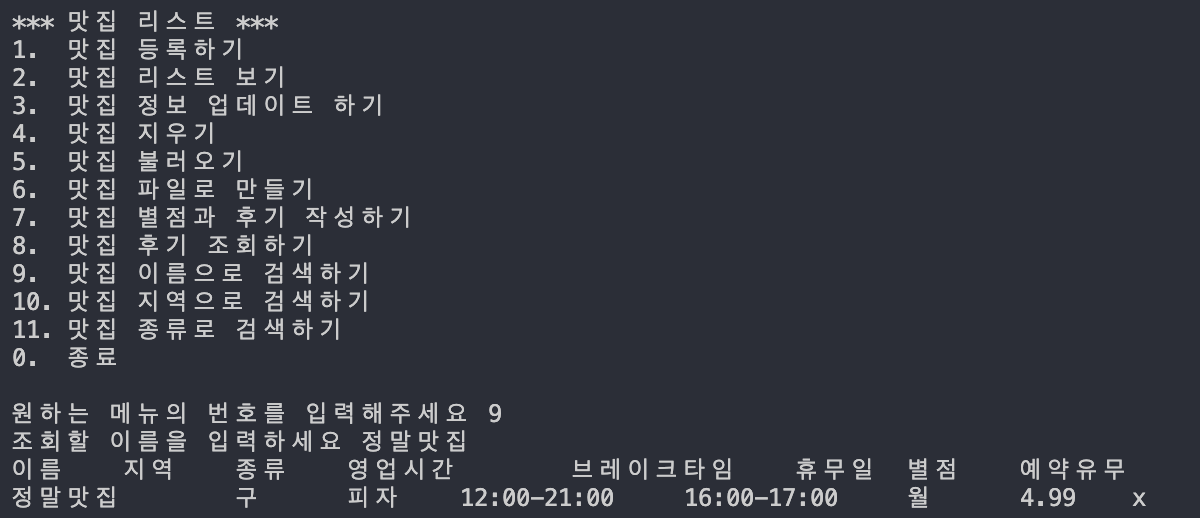 *** 맛집 리스트 ***
1. 맛집 등록하기
2. 맛집 리스트 보기
3. 맛집 정보 업데이트 하기
4. 맛집 지우기
5. 맛집 불러오기
6. 맛집 파일로 만들기
7. 맛집 별점과 후기 작성하기
8. 맛집 후기 조회하기
9. 맛집 이름으로 검색하기
10. 맛집 지역으로 검색하기
11. 맛집 종류로 검색하기
0. 종료
원하는 메뉴의 번호를 입력해주세요 9
조회할 이름을 입력하세요 정말맛집
이름 지역 종류 영업시간 브레이크타임 휴무일 별점 예약유무
정말맛집 구 피자 12:00-21:00 16:00-17:00 월 4.99 x